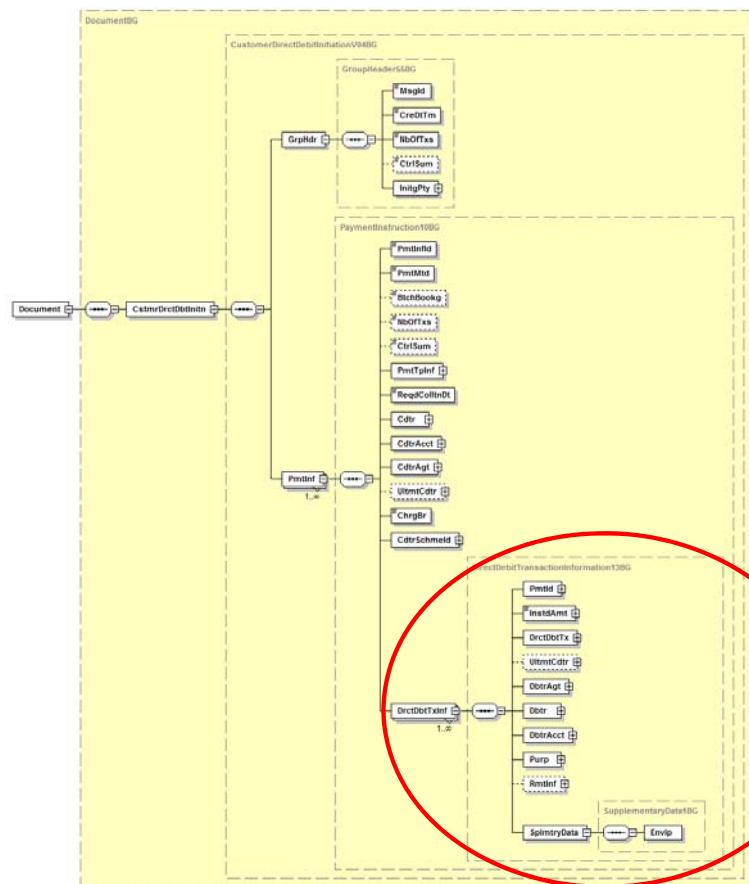 DocumentBG
CustomerDirectDebitInitiationV04BG
GroupHeader55BG
MsgId
CreDtTm
GrpHdr
NbOfTxs
CtrlSum
InitgPty
PaymentInstruction10BG
PmtInfId
PmtMtd
BtchBookg
Document
CstmrDrctDbtInitn
NbOfTxs
CtrlSum
PmtTpInf
ReqdColltnDt
Cdtr
CdtrAcct
CdtrAgt
PmtInf
1..∞
UltmtCdtr
ChrgBr
CdtrSchmeId
DirectDebitTransactionInformation13BG
PmtId
InstdAmt
DrctDbtTx
UltmtCdtr
DbtrAgt
DrctDbtTxInf
1..∞
Dbtr
DbtrAcct
Purp
RmtInf
SupplementaryData1BG
SplmtryData
Envlp